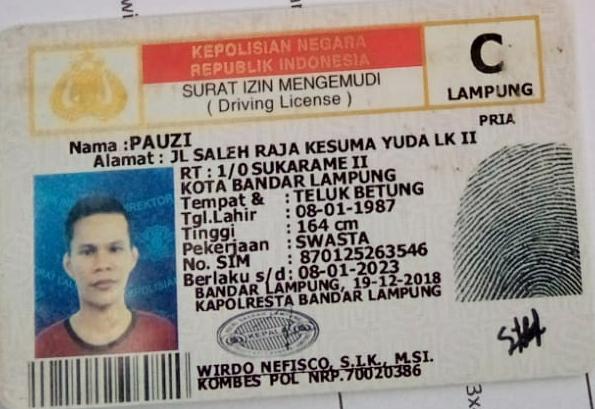 KEPOLISIAN NEGARA
REPUBLIK INDONESIA
SURAT IZIN MENGEMUDI
( Driving License )
C
LAMPUNG
PRIA
Nama : PAUZI
Alamat : JL SALEH RAJA KESUMA YUDA LK II
RT : 1/0 SUKARAME II
KOTA BANDAR LAMPUNG
Tempat & : TELUK BETUNG
Tgl.Lahir : 08-01-1987
Tinggi : 164 cm
Pekerjaan : SWASTA
No. SIM : 870125263546
Berlaku s/d : 08-01-2023
BANDAR LAMPUNG, 19-12-2018
KAPOLRESTA BANDAR LAMPUNG
WIRDO NEFISCO, S.I.K., M.SI.
KOMBES POL NRP.70020386
3x